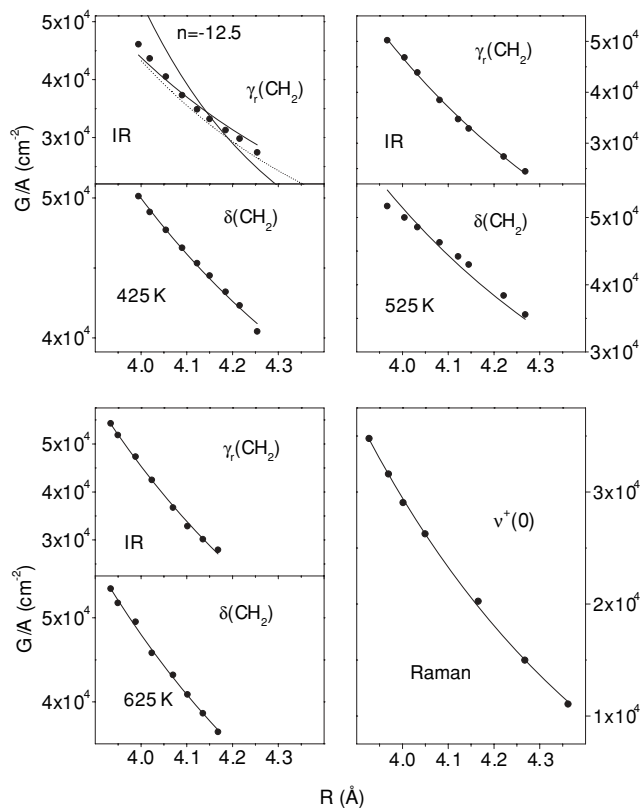 n=-12.5
5x10⁴
γᵣ(CH₂)
4x10⁴
3x10⁴
IR
5x10⁴
δ(CH₂)
425 K
4x10⁴
4.0 4.1 4.2 4.3
G/A (cm⁻²)
γᵣ(CH₂)
5x10⁴
4x10⁴
IR
3x10⁴
δ(CH₂)
5x10⁴
525 K
4x10⁴
3x10⁴
4.0 4.1 4.2 4.3
γᵣ(CH₂)
5x10⁴
4x10⁴
IR
3x10⁴
δ(CH₂)
5x10⁴
625 K
4x10⁴
4.0 4.1 4.2 4.3
G/A (cm⁻²)
3x10⁴
ν⁺(0)
2x10⁴
Raman
1x10⁴
4.0 4.1 4.2 4.3
R (Å)